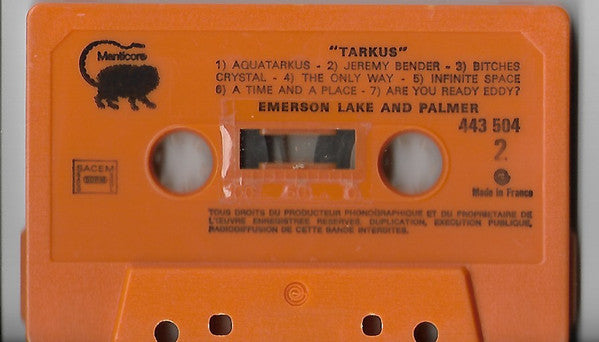 Manticore
"TARKUS"
1) AQUATARKUS - 2) JEREMY BENDER - 3) BITCHES
CRYSTAL - 4) THE ONLY WAY - 5) INFINITE SPACE
6) A TIME AND A PLACE - 7) ARE YOU READY EDDY?
EMERSON LAKE AND PALMER
443 504
2
SACEM
Made in France
TOUS DROITS DU PRODUCTEUR PHONOGRAPHIQUE ET DU PROPRIETAIRE DE
L'ŒUVRE ENREGISTREE RESERVES. DUPLICATION, EXECUTION PUBLIQUE,
RADIODIFFUSION DE CETTE BANDE INTERDITES.